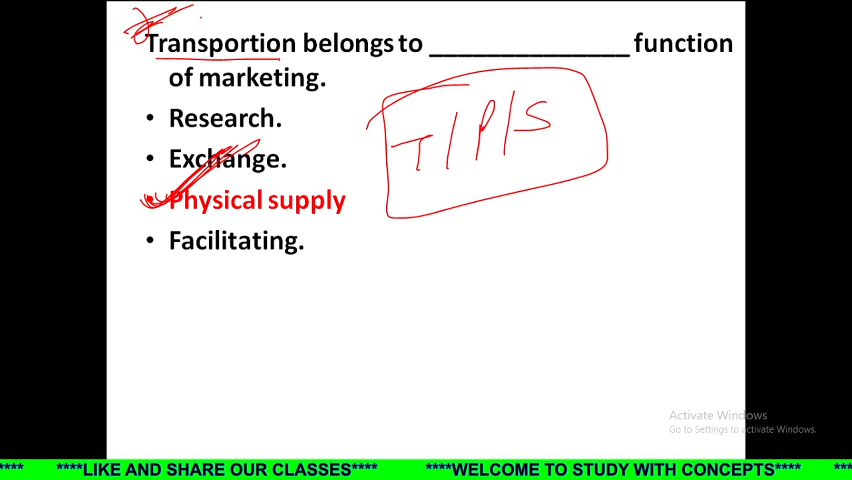 Transportion belongs to ______________ function
of marketing.
• Research.
• Exchange.
• Physical supply
• Facilitating.
T/P/S
Activate Windows
Go to Settings to activate Windows.
**** ****LIKE AND SHARE OUR CLASSES**** ****WELCOME TO STUDY WITH CONCEPTS**** ***